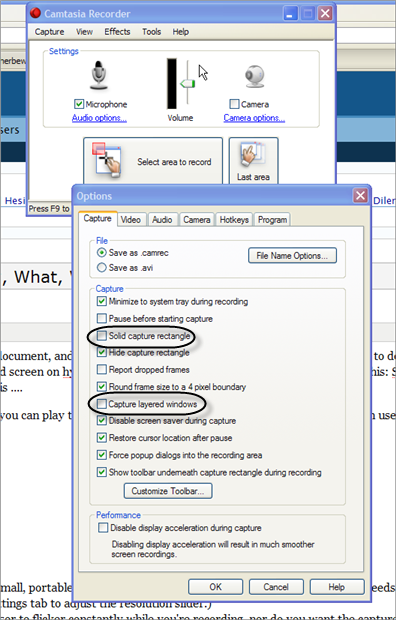 Camtasia Recorder
Capture View Effects Tools Help
Settings
Microphone
Camera
Audio options...
Volume
Camera options...
Select area to record
Last area
Press F9 to
sers
Hesi
Diler
Options
Capture Video Audio Camera Hotkeys Program
File
Save as .camrec
File Name Options...
Save as .avi
, What,
Capture
Minimize to system tray during recording
Pause before starting capture
Solid capture rectangle
Hide capture rectangle
Report dropped frames
Round frame size to a 4 pixel boundary
Capture layered windows
Disable screen saver during capture
Restore cursor location after pause
Force popup dialogs into the recording area
Show toolbar underneath capture rectangle during recording
Customize Toolbar...
document, and
to do
d screen on hy
his: S
is ....
you can play t
n use
Performance
Disable display acceleration during capture
Disabling display acceleration will result in much smoother
screen recordings.
OK Cancel Help
mall, portable
eeds
ttings tab to adjust the resolution slider.)
sor to flicker constantly while you're recording, nor do you want the capture